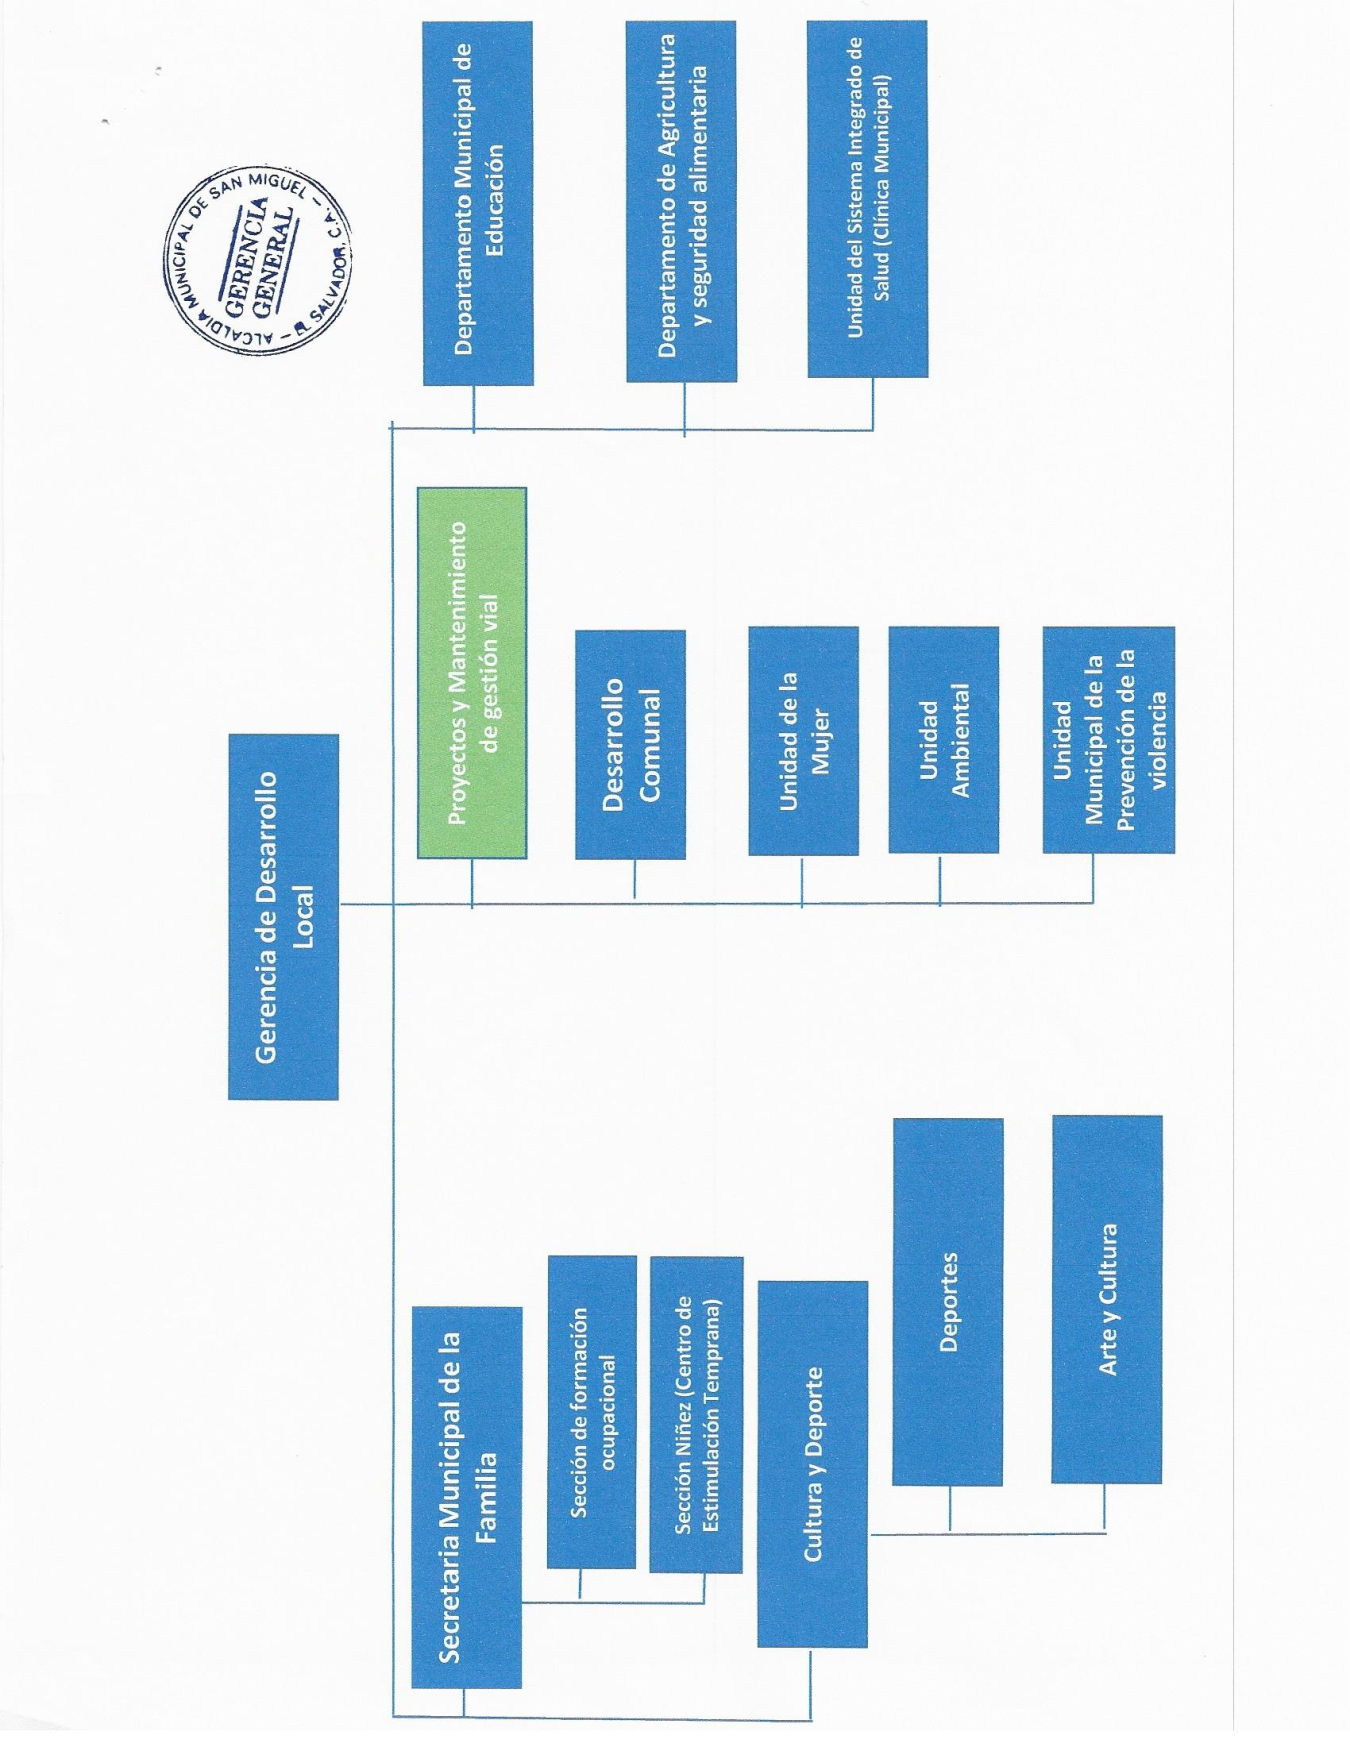 ALCALDIA MUNICIPAL DE SAN MIGUEL
GERENCIA
GENERAL
EL SALVADOR, C.A.
Gerencia de Desarrollo
Local
Secretaria Municipal de la
Familia
Sección de formación
ocupacional
Sección Niñez (Centro de
Estimulación Temprana)
Cultura y Deporte
Deportes
Arte y Cultura
Proyectos y Mantenimiento
de gestión vial
Desarrollo
Comunal
Unidad de la
Mujer
Unidad
Ambiental
Unidad
Municipal de la
Prevención de la
violencia
Departamento Municipal de
Educación
Departamento de Agricultura
y seguridad alimentaria
Unidad del Sistema Integrado de
Salud (Clínica Municipal)